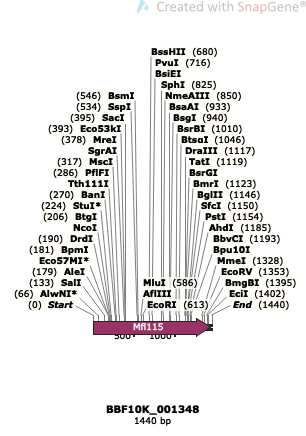 Created with SnapGene®
BssHII (680)
PvuI (716)
BsiEI
SphI (825)
(546) BsmI NmeAIII (850)
(534) SspI BsaAI (933)
(395) SacI BsgI (940)
(393) Eco53kI BsrBI (1010)
(378) MreI BtsαI (1046)
SgrAI DraIII (1117)
(317) MscI TatI (1119)
(286) PflFI BsrGI
Tth111I BmrI (1123)
(270) BanI BglII (1146)
(224) StuI* SfcI (1150)
(206) BtgI PstI (1154)
NcoI AhdI (1185)
(190) DrdI BbvCI (1193)
(181) BpmI Bpu10I
Eco57MI* MmeI (1328)
(179) AleI EcoRV (1353)
(133) SalI MluI (586) BmgBI (1395)
(66) AlwNI* AflIII EciI (1402)
(0) Start EcoRI (613) End (1440)
Mfl115
500 1000
BBF10K_001348
1440 bp